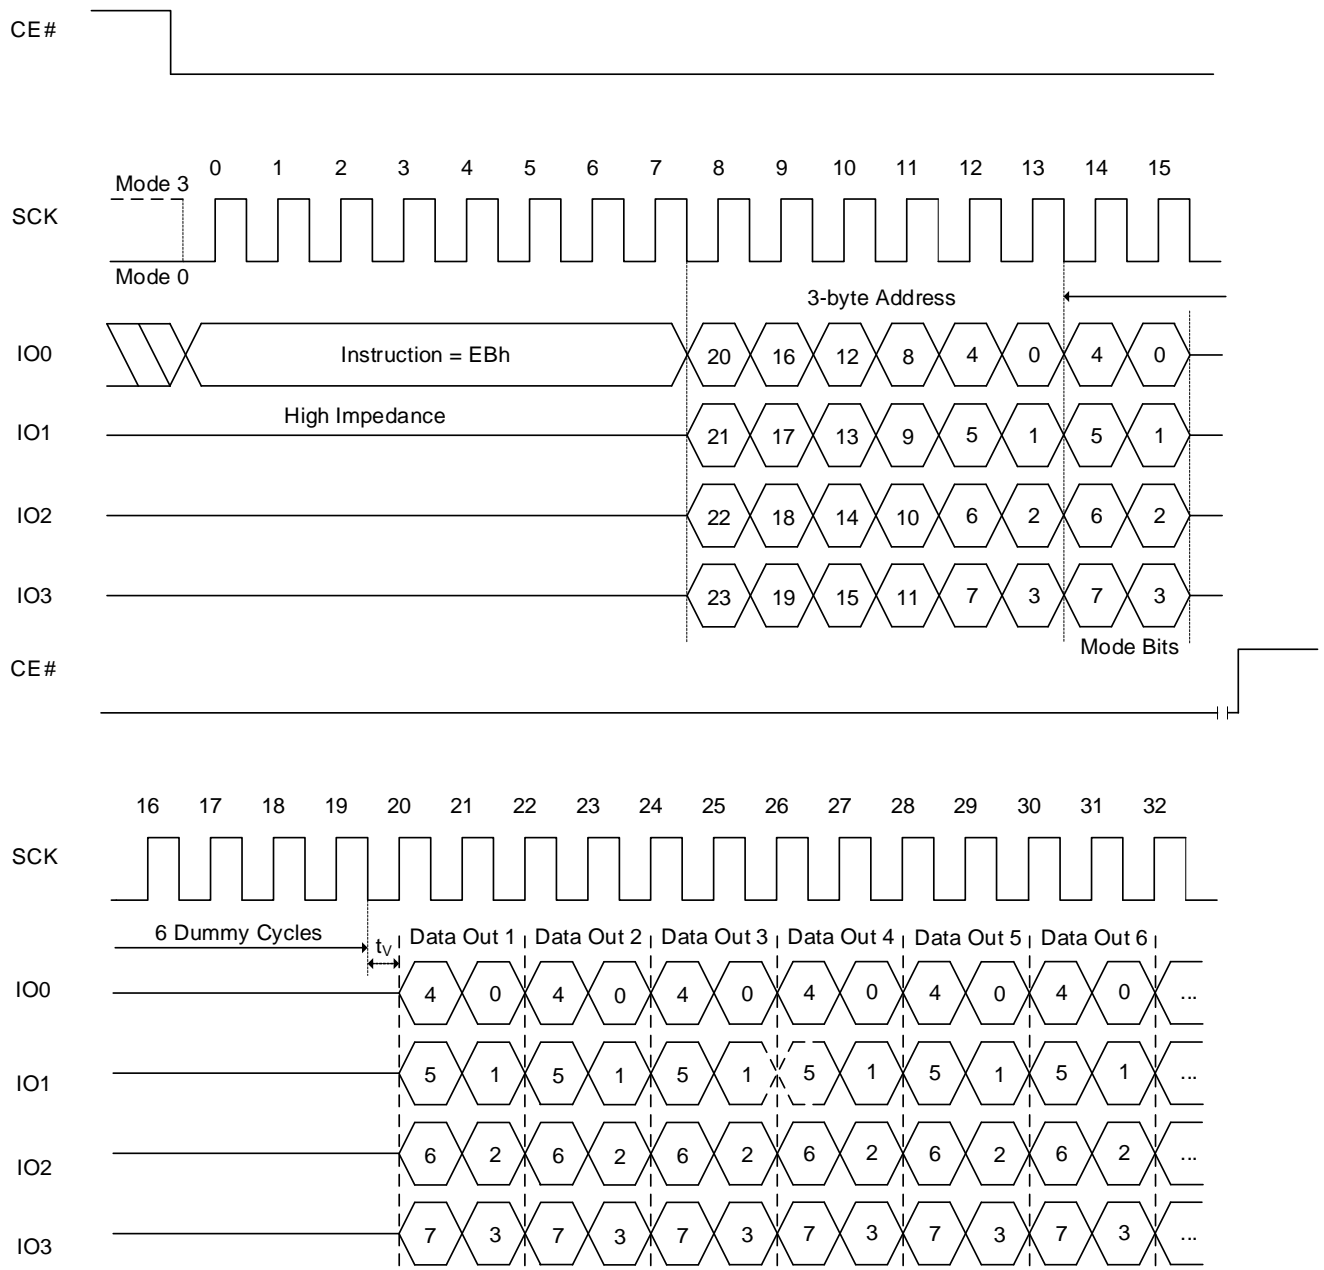 CE#
0 1 2 3 4 5 6 7 8 9 10 11 12 13 14 15
Mode 3
SCK
Mode 0
3-byte Address
IO0 Instruction = EBh 20 16 12 8 4 0 4 0
High Impedance
IO1 21 17 13 9 5 1 5 1
IO2 22 18 14 10 6 2 6 2
IO3 23 19 15 11 7 3 7 3
Mode Bits
CE#
16 17 18 19 20 21 22 23 24 25 26 27 28 29 30 31 32
SCK
6 Dummy Cycles tV Data Out 1 Data Out 2 Data Out 3 Data Out 4 Data Out 5 Data Out 6
IO0 4 0 4 0 4 0 4 0 4 0 4 0 ...
IO1 5 1 5 1 5 1 5 1 5 1 5 1 ...
IO2 6 2 6 2 6 2 6 2 6 2 6 2 ...
IO3 7 3 7 3 7 3 7 3 7 3 7 3 ...